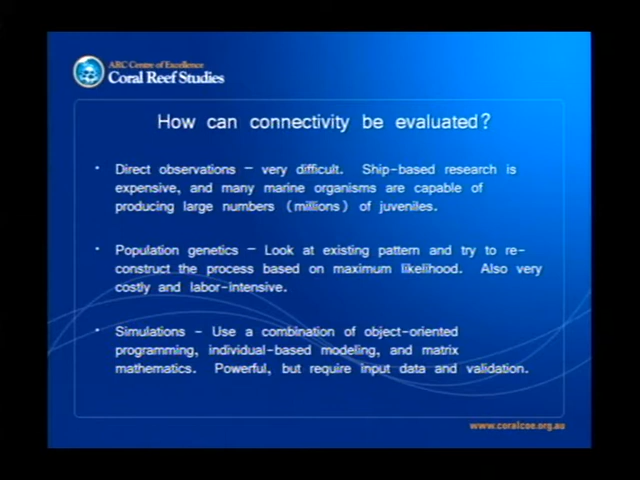 ARC Centre of Excellence
Coral Reef Studies
How can connectivity be evaluated?
• Direct observations – very difficult. Ship-based research is
expensive, and many marine organisms are capable of
producing large numbers (millions) of juveniles.
• Population genetics – Look at existing pattern and try to re-
construct the process based on maximum likelihood. Also very
costly and labor-intensive.
• Simulations – Use a combination of object-oriented
programming, individual-based modeling, and matrix
mathematics. Powerful, but require input data and validation.
www.coralcoe.org.au